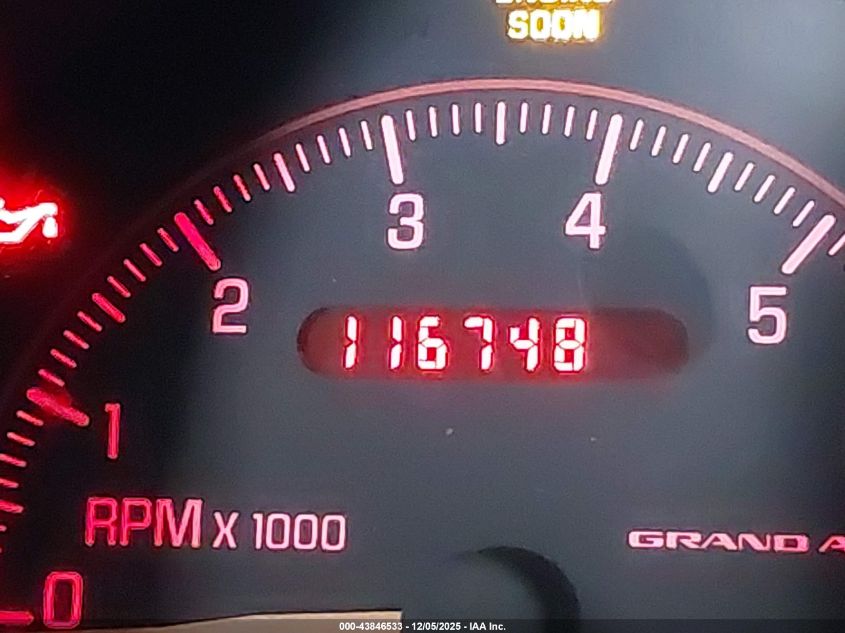 SOON
3 4
2 5
116748
1
RPM X 1000
GRAND A
0
000-43846533 - 12/05/2025 - IAA Inc.